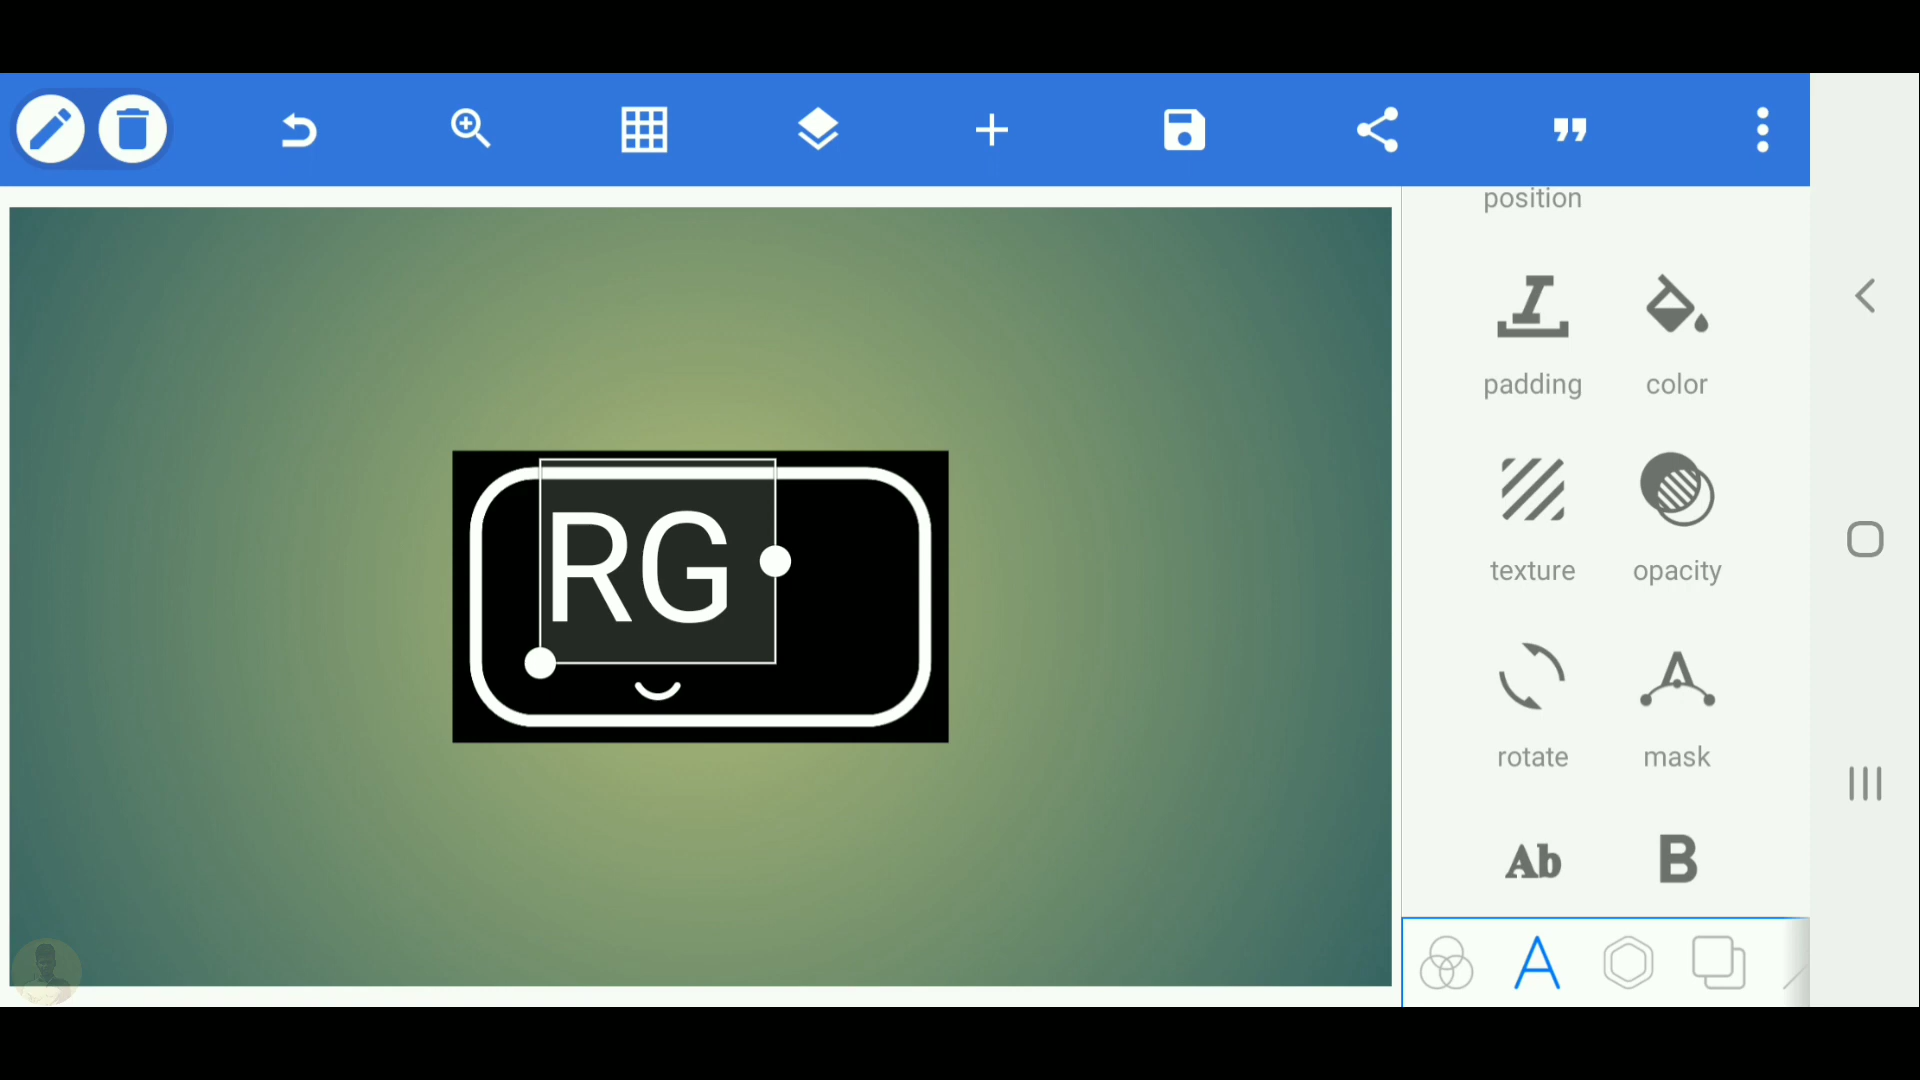 position
RG
padding
color
texture
opacity
rotate
mask
Ab
B
A